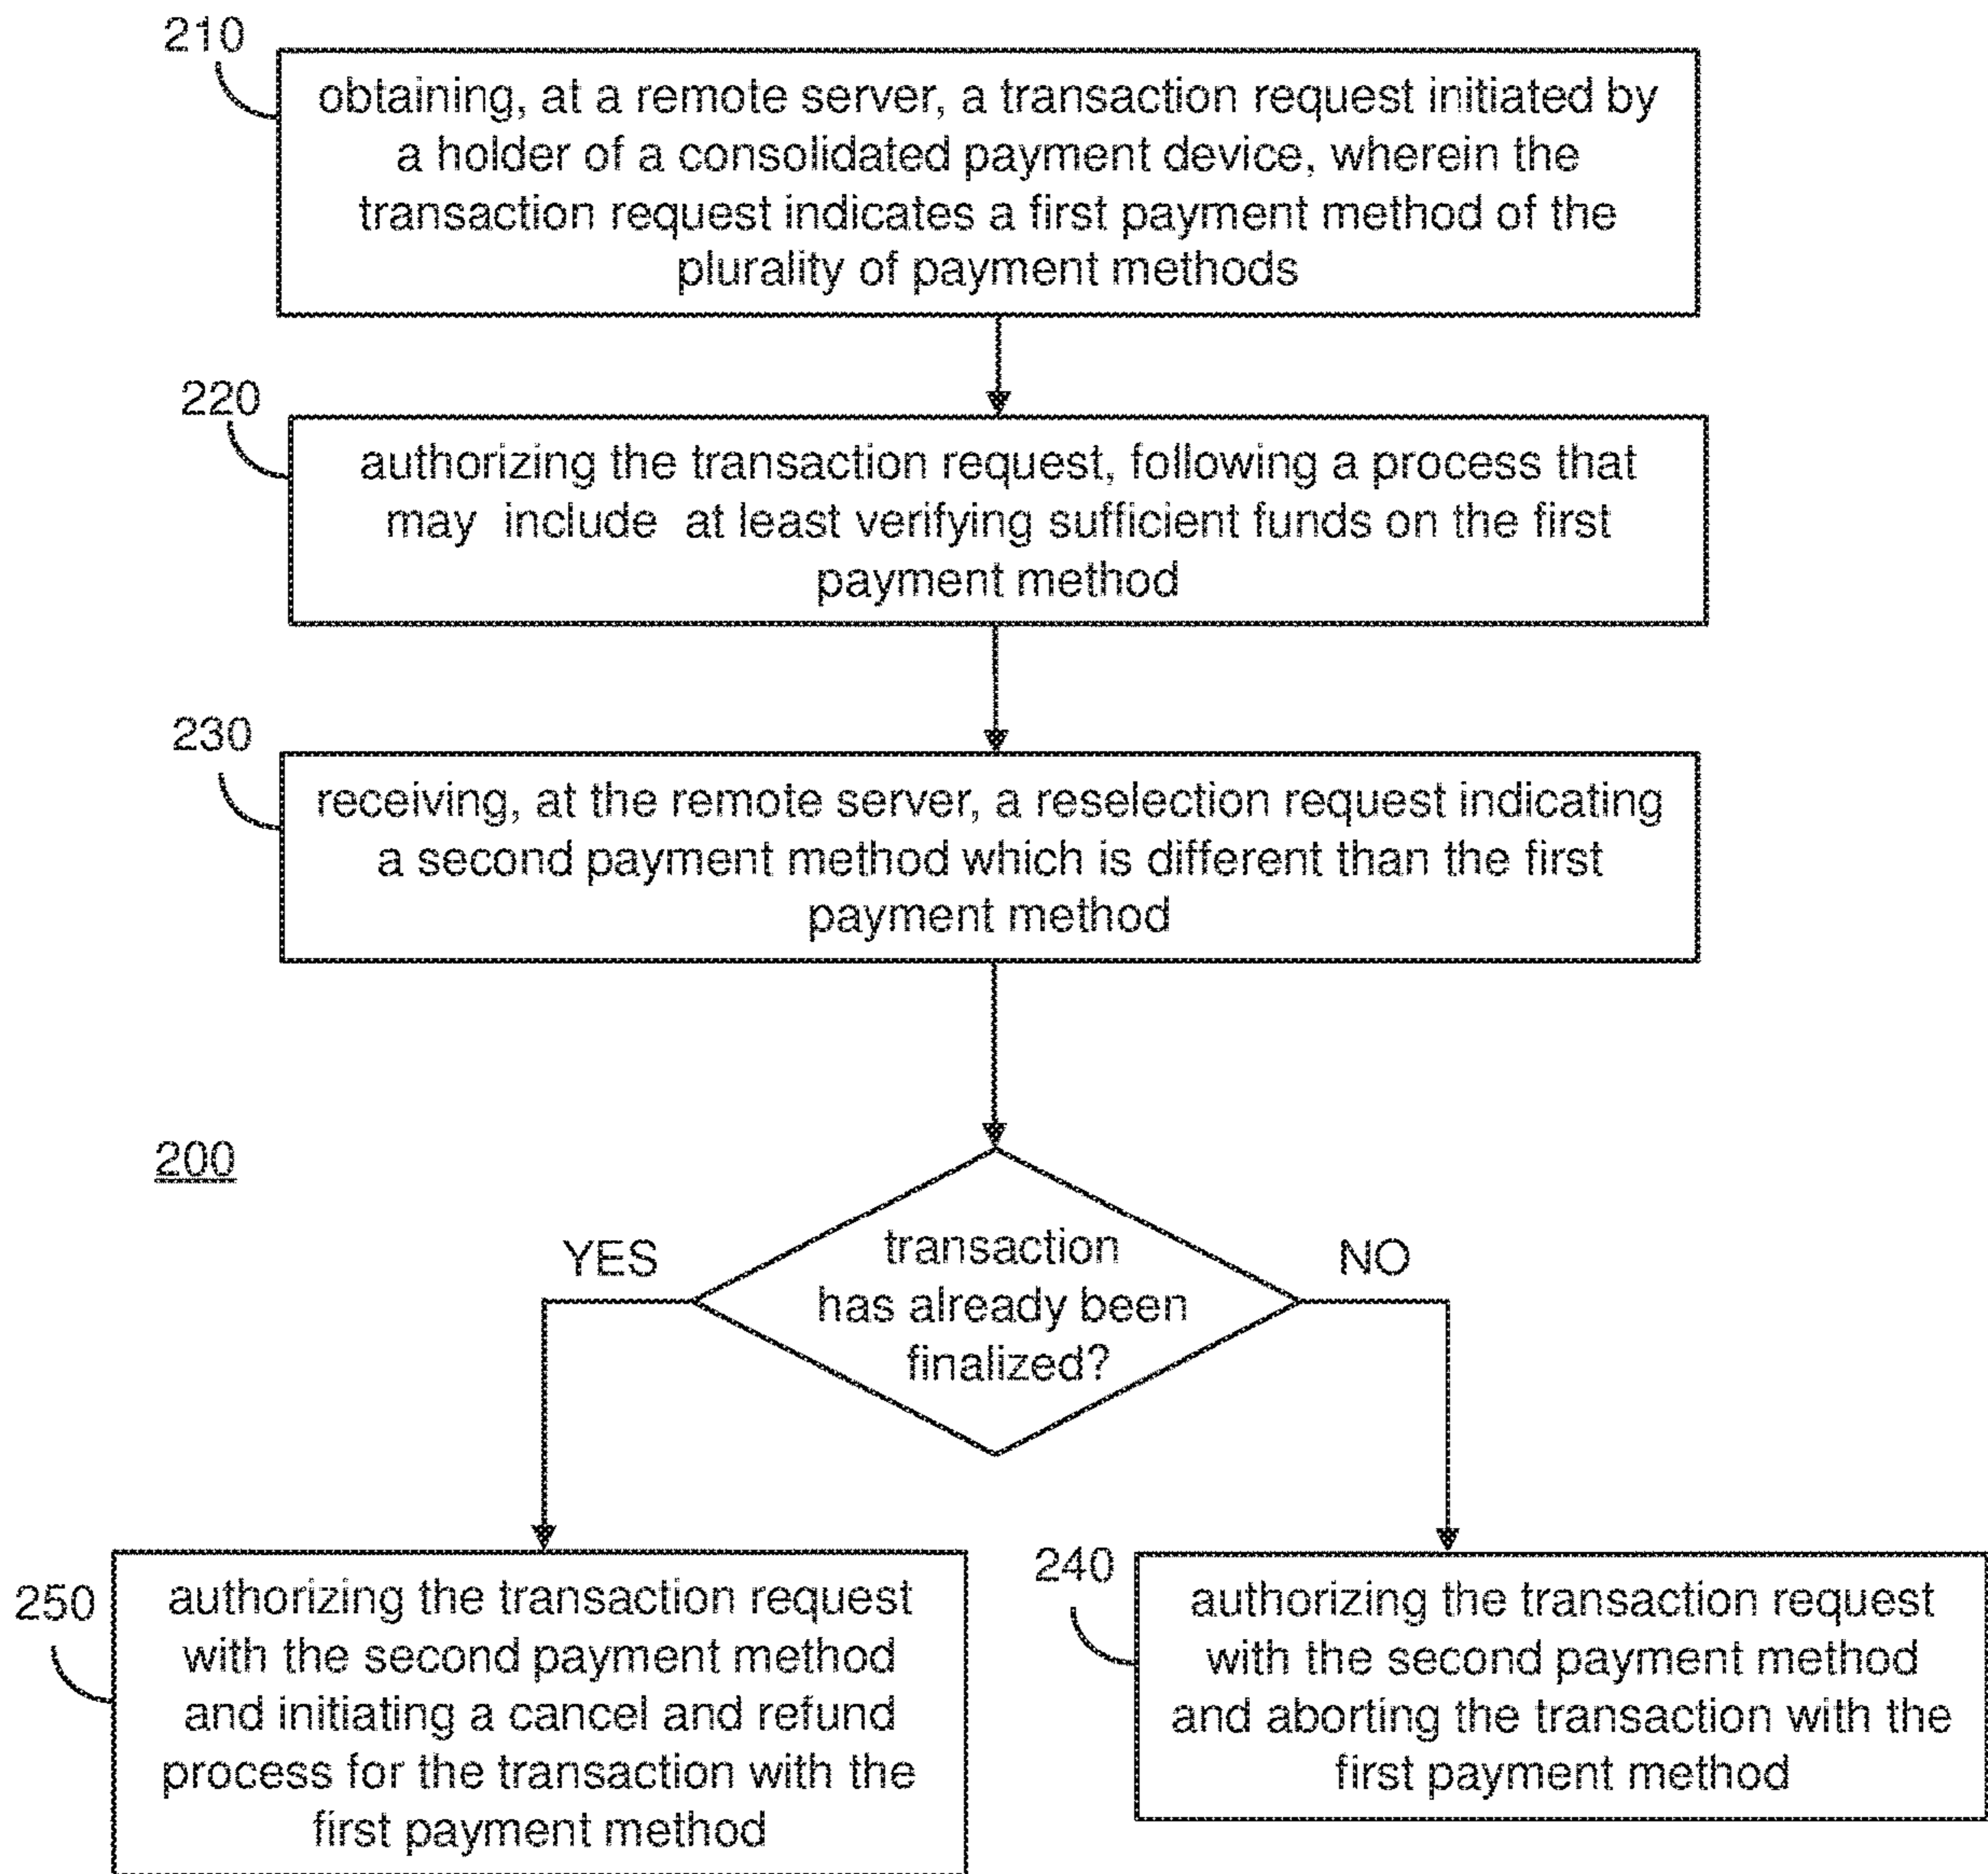 210
obtaining, at a remote server, a transaction request initiated by
a holder of a consolidated payment device, wherein the
transaction request indicates a first payment method of the
plurality of payment methods
220
authorizing the transaction request, following a process that
may include at least verifying sufficient funds on the first
payment method
230
receiving, at the remote server, a reselection request indicating
a second payment method which is different than the first
payment method
200
YES
transaction
has already been
finalized?
NO
250
authorizing the transaction request
with the second payment method
and initiating a cancel and refund
process for the transaction with the
first payment method
240
authorizing the transaction request
with the second payment method
and aborting the transaction with the
first payment method